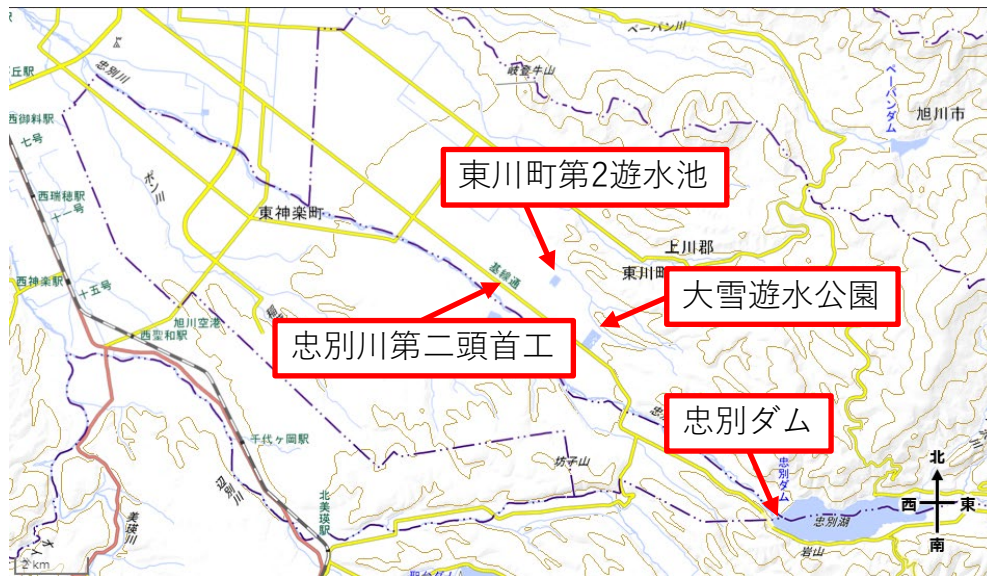 ペーパン川
忠別川
丘駅
岐登牛山
ペーパンダム
旭川市
西御料駅
七号
東川町第2遊水池
ポン川
西瑞穂駅
十一号
東神楽町
上川郡
東川町
基線通
大雪遊水公園
西神楽駅
十五号
旭川空港
西聖和駅
忠別川第二頭首工
忠別ダム
千代ヶ岡駅
坊子山
忠別ダム
北
西
東
南
辺別川
北美瑛駅
忠別湖
美瑛川
岩山
2 km